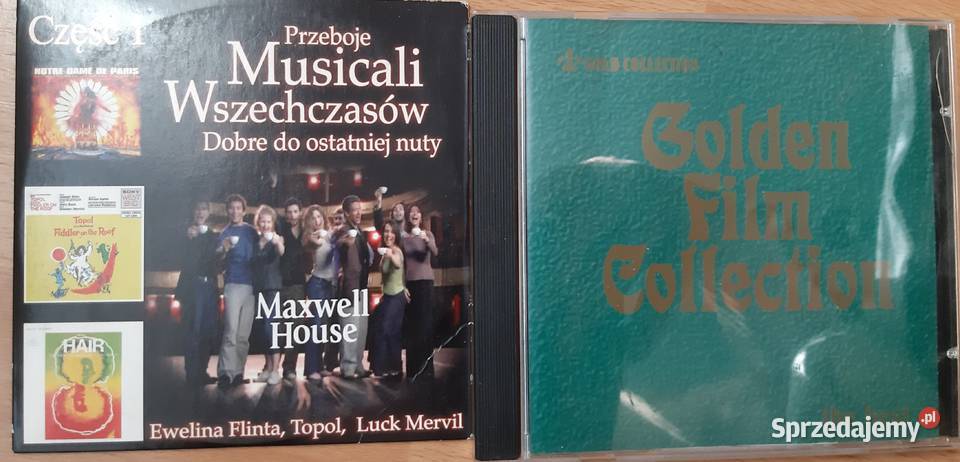 Część 1
Przeboje
Musicali
Wszechczasów
Dobre do ostatniej nuty
NOTRE DAME DE PARIS
Topol
Fiddler on the Roof
HAIR
Maxwell
House
Ewelina Flinta, Topol, Luck Mervil
GOLD COLLECTION
Golden
Film
Collection
Sprzedajemy.pl